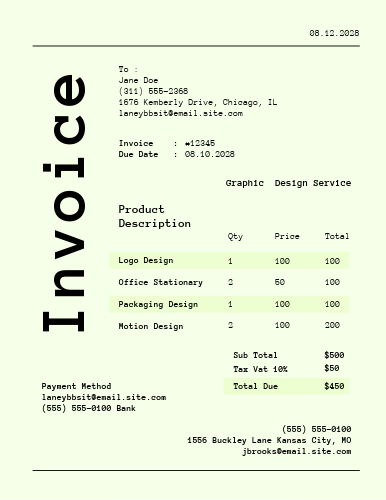 08.12.2028
Invoice
To :
Jane Doe
(311) 555-2368
1676 Kemberly Drive, Chicago, IL
laneybbsit@email.site.com
Invoice : #12345
Due Date : 08.10.2028
Graphic Design Service
Product
Description
Qty Price Total
Logo Design 1 100 100
Office Stationary 2 50 100
Packaging Design 1 100 100
Motion Design 2 100 200
Sub Total $500
Tax Vat 10% $50
Total Due $450
Payment Method
laneybbsit@email.site.com
(555) 555-0100 Bank
(555) 555-0100
1556 Buckley Lane Kansas City, MO
jbrooks@email.site.com